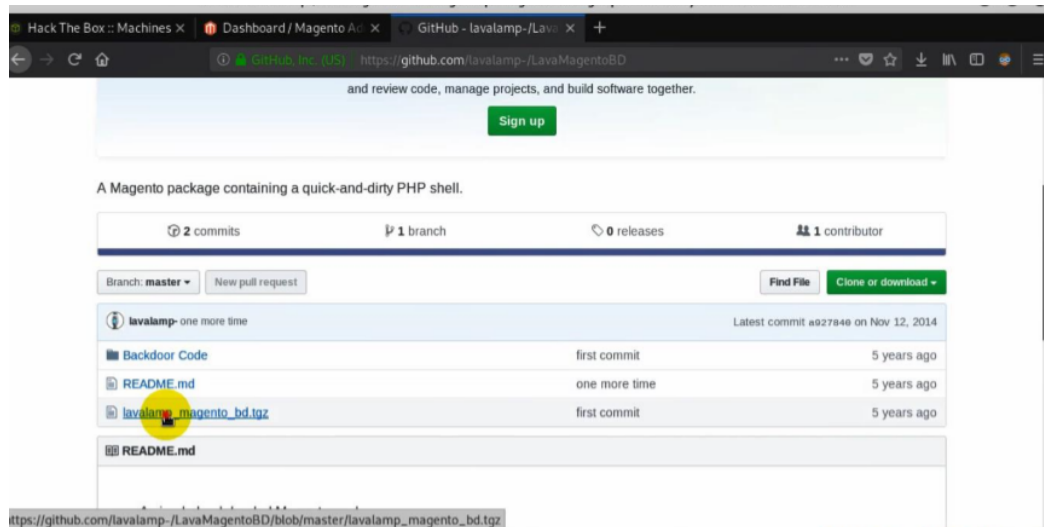 Hack The Box :: Machines × Dashboard / Magento Ad × GitHub - lavalamp-/Lava × +
GitHub, Inc. (US) https://github.com/lavalamp-/LavaMagentoBD
and review code, manage projects, and build software together.
Sign up
A Magento package containing a quick-and-dirty PHP shell.
2 commits 1 branch 0 releases 1 contributor
Branch: master New pull request Find File Clone or download
lavalamp- one more time Latest commit a927840 on Nov 12, 2014
Backdoor Code first commit 5 years ago
README.md one more time 5 years ago
lavalamp_magento_bd.tgz first commit 5 years ago
README.md
ttps://github.com/lavalamp-/LavaMagentoBD/blob/master/lavalamp_magento_bd.tgz